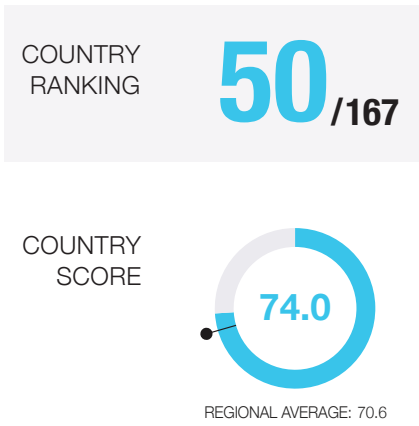 COUNTRY
RANKING
50/167
COUNTRY
SCORE
74.0
REGIONAL AVERAGE: 70.6